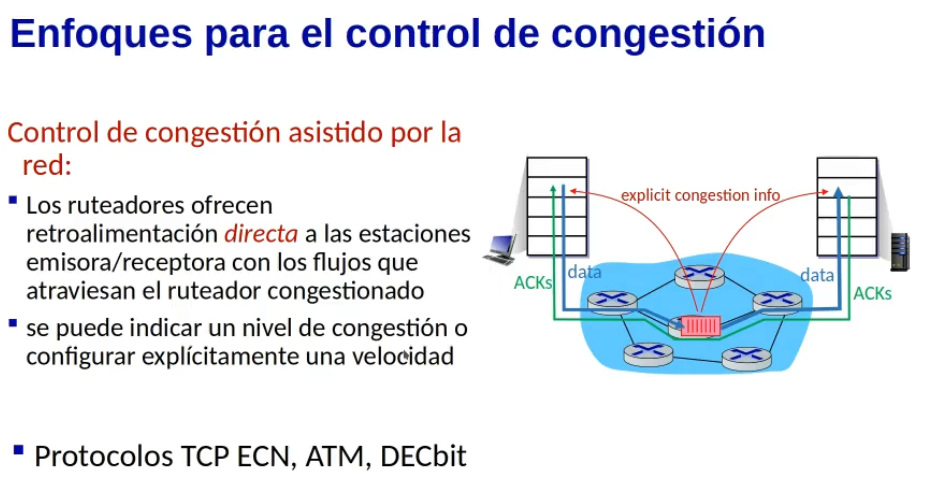 Enfoques para el control de congestión
Control de congestión asistido por la
red:
Los ruteadores ofrecen
retroalimentación directa a las estaciones
emisora/receptora con los flujos que
atraviesan el ruteador congestionado
se puede indicar un nivel de congestión o
configurar explícitamente una velocidad
Protocolos TCP ECN, ATM, DECbit
explicit congestion info
data
ACKs
data
ACKs